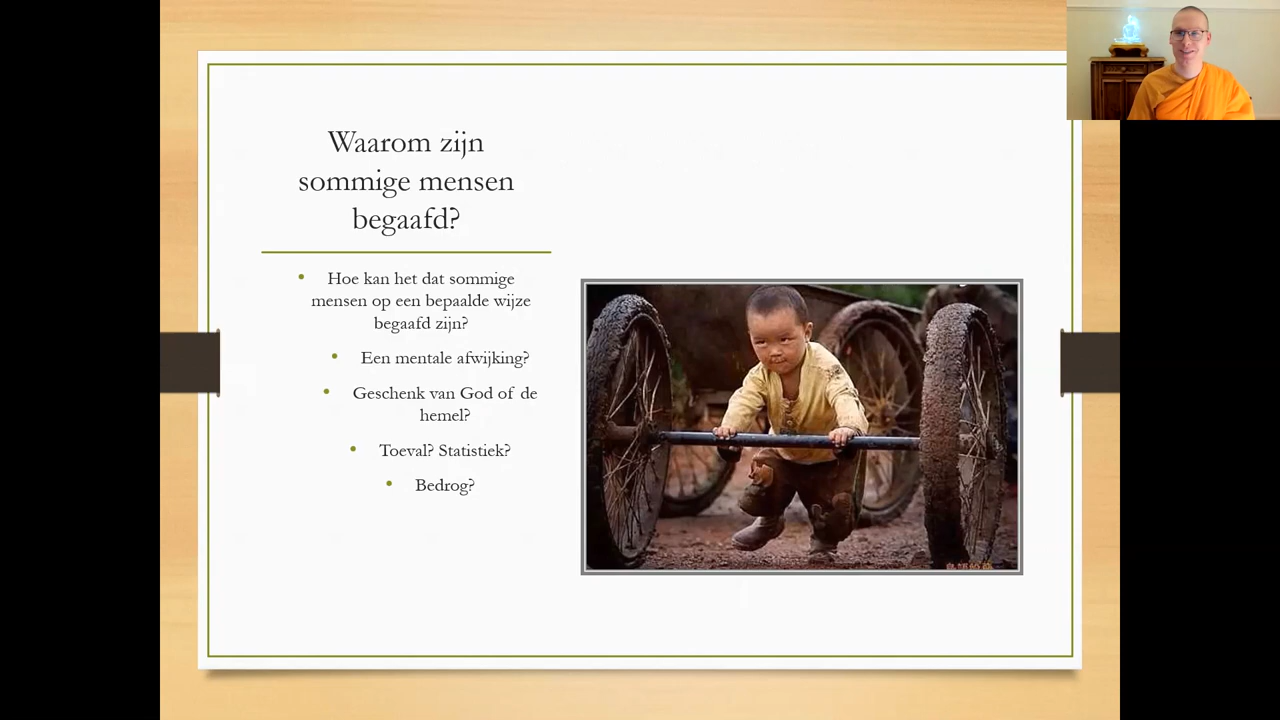 Waarom zijn
sommige mensen
begaafd?
• Hoe kan het dat sommige
mensen op een bepaalde wijze
begaafd zijn?
• Een mentale afwijking?
• Geschenk van God of de
hemel?
• Toeval? Statistiek?
• Bedrog?